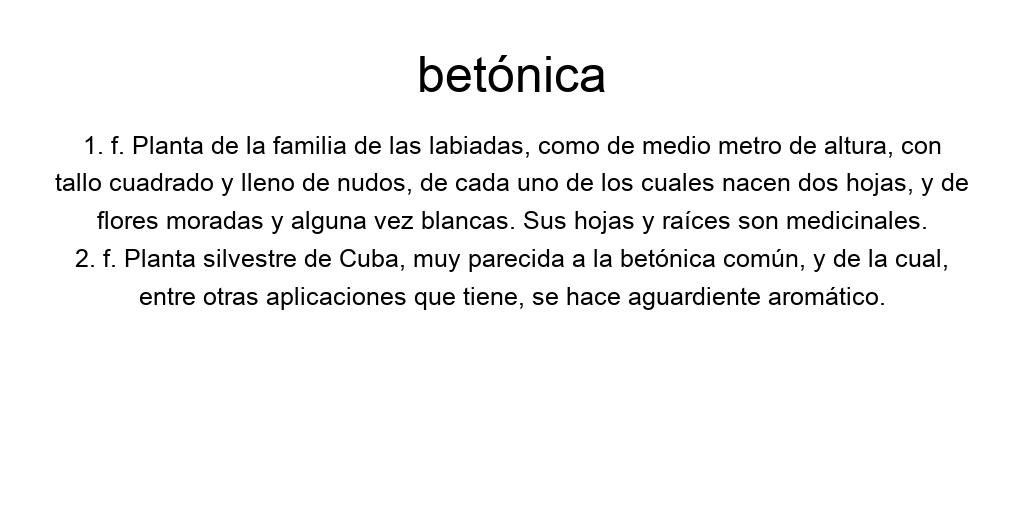 betónica
1. f. Planta de la familia de las labiadas, como de medio metro de altura, con
tallo cuadrado y lleno de nudos, de cada uno de los cuales nacen dos hojas, y de
flores moradas y alguna vez blancas. Sus hojas y raíces son medicinales.
2. f. Planta silvestre de Cuba, muy parecida a la betónica común, y de la cual,
entre otras aplicaciones que tiene, se hace aguardiente aromático.